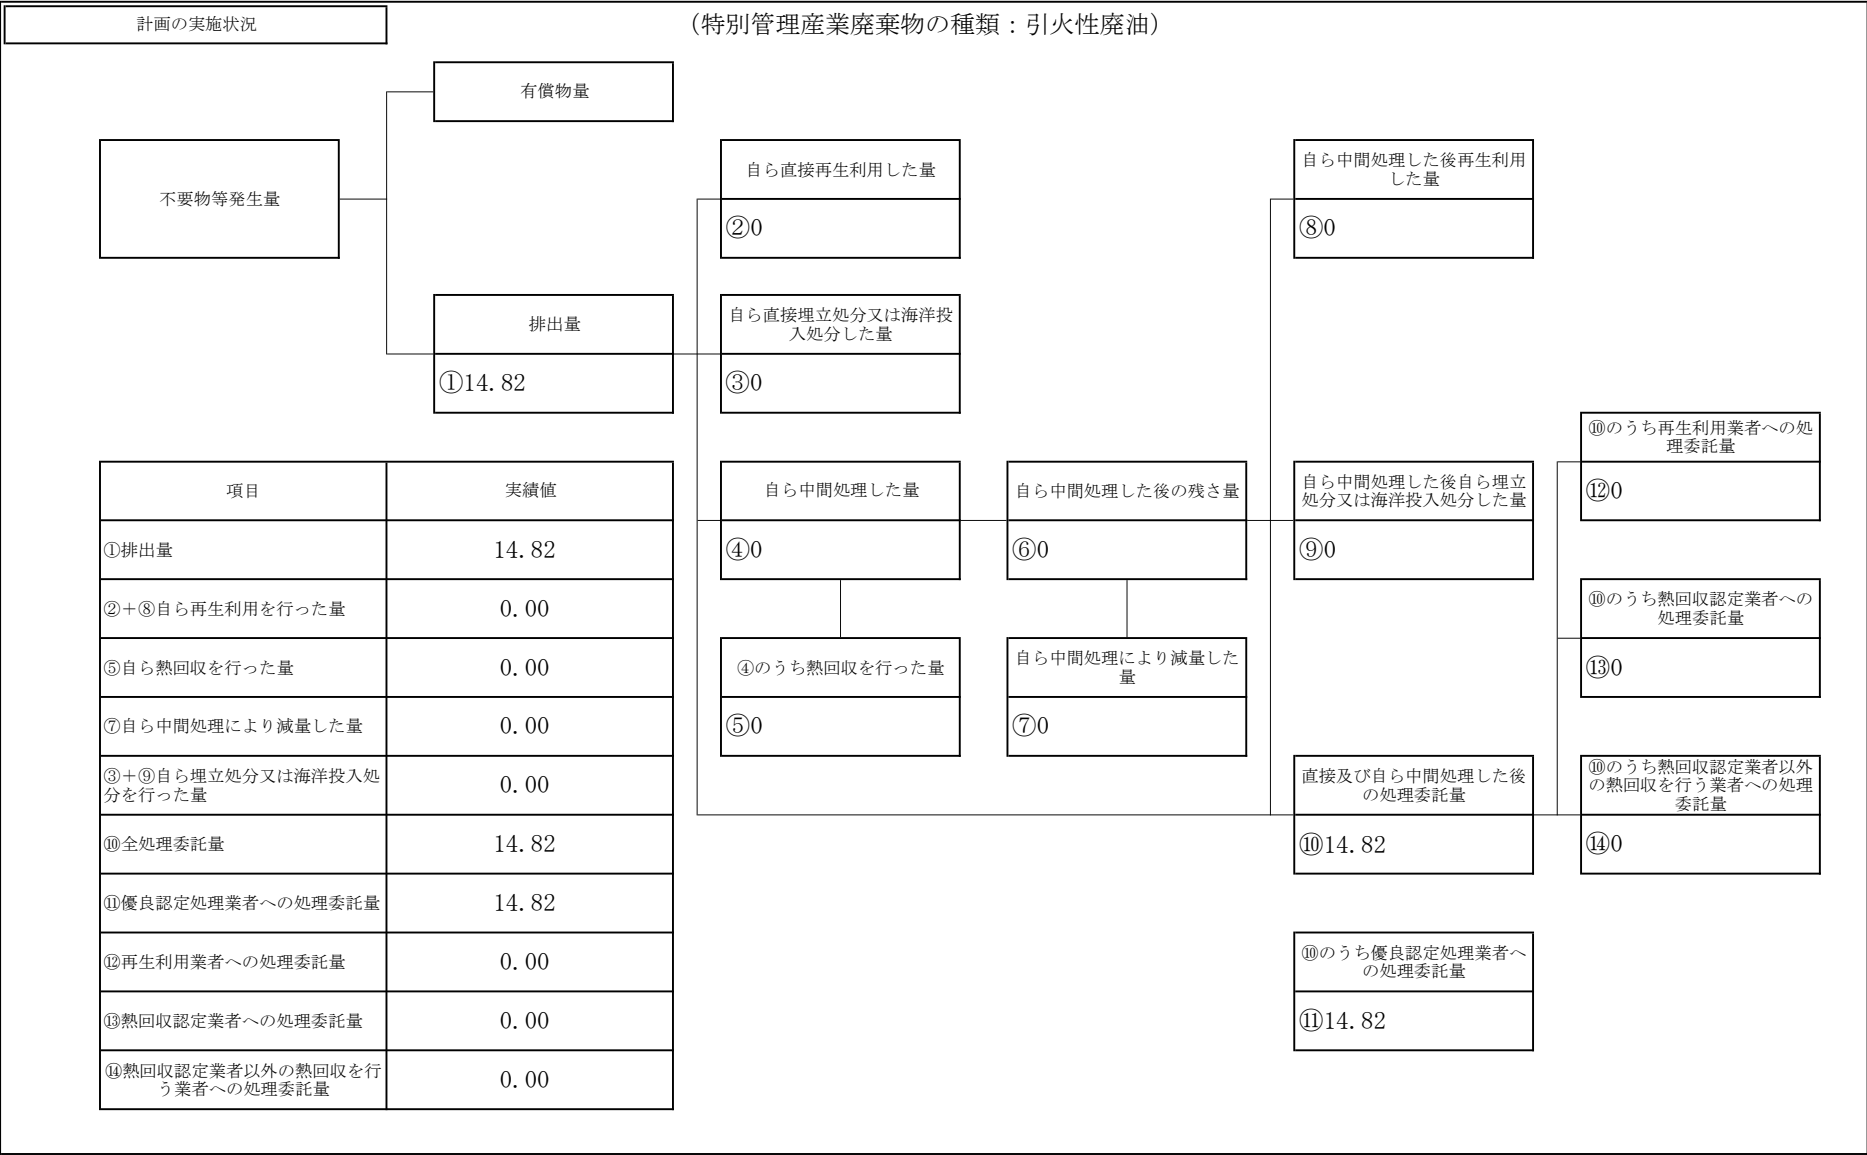 計画の実施状況
（特別管理産業廃棄物の種類：引火性廃油）
有償物量
不要物等発生量
排出量
①14.82
自ら直接再生利用した量
②0
自ら直接埋立処分又は海洋投
入処分した量
③0
自ら中間処理した量
④0
④のうち熱回収を行った量
⑤0
自ら中間処理した後の残さ量
⑥0
自ら中間処理により減量した
量
⑦0
自ら中間処理した後再生利用
した量
⑧0
自ら中間処理した後自ら埋立
処分又は海洋投入処分した量
⑨0
直接及び自ら中間処理した後
の処理委託量
⑩14.82
⑩のうち優良認定処理業者へ
の処理委託量
⑪14.82
⑩のうち再生利用業者への処
理委託量
⑫0
⑩のうち熱回収認定業者への
処理委託量
⑬0
⑩のうち熱回収認定業者以外
の熱回収を行う業者への処理
委託量
⑭0
項目 実績値
①排出量 14.82
②＋⑧自ら再生利用を行った量 0.00
⑤自ら熱回収を行った量 0.00
⑦自ら中間処理により減量した量 0.00
③＋⑨自ら埋立処分又は海洋投入処
分を行った量 0.00
⑩全処理委託量 14.82
⑪優良認定処理業者への処理委託量 14.82
⑫再生利用業者への処理委託量 0.00
⑬熱回収認定業者への処理委託量 0.00
⑭熱回収認定業者以外の熱回収を行
う業者への処理委託量 0.00